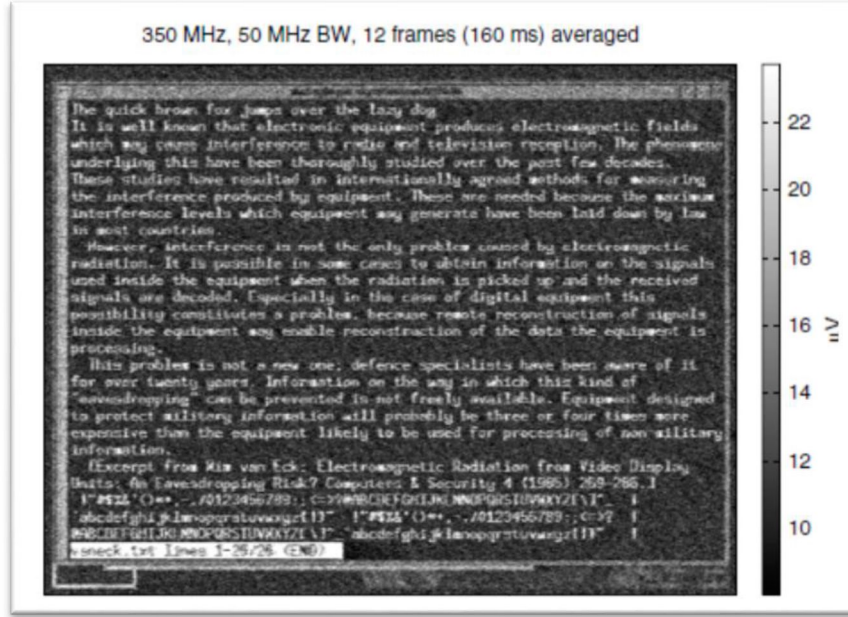 350 MHz, 50 MHz BW, 12 frames (160 ms) averaged
The quick brown fox jumps over the lazy dog
It is well known that electronic equipment produces electromagnetic fields
which may cause interference to radio and television reception. The phenomena
underlying this have been thoroughly studied over the past few decades.
These studies have resulted in internationally agreed methods for measuring
the interference produced by equipment. These are needed because the maximum
interference levels which equipment may generate have been laid down by law
in most countries.
However, interference is not the only problem caused by electromagnetic
radiation. It is possible in some cases to obtain information on the signals
used inside the equipment when the radiation is picked up and the received
signals are decoded. Especially in the case of digital equipment this
possibility constitutes a problem, because remote reconstruction of signals
inside the equipment may enable reconstruction of the data the equipment is
processing.
This problem is not a new one; defence specialists have been aware of it
for over twenty years. Information on the way in which this kind of
"eavesdropping" can be prevented is not freely available. Equipment designed
to protect military information will probably be three or four times more
expensive than the equipment likely to be used for processing of non-military
information.
[Excerpt from Wim van Eck: Electromagnetic Radiation from Video Display
Units: An Eavesdropping Risk? Computers & Security 4 (1985) 269-286.]
!"#$%&'()*+,-./0123456789:;<=>?@ABCDEFGHIJKLMNOPQRSTUVWXYZ[\]^_
`abcdefghijklmnopqrstuvwxyz{|}~ !"#$%&'()*+,-./0123456789:;<=>?
@ABCDEFGHIJKLMNOPQRSTUVWXYZ[\]^_`abcdefghijklmnopqrstuvwxyz{|}~
vaneck.txt lines 1-26/26 (END)
22
20
18
16
14
12
10
µV